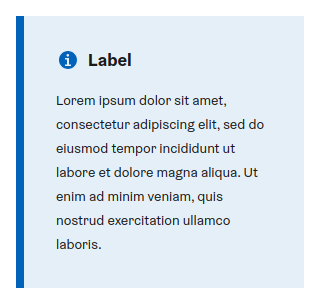 Label
Lorem ipsum dolor sit amet,
consectetur adipiscing elit, sed do
eiusmod tempor incididunt ut
labore et dolore magna aliqua. Ut
enim ad minim veniam, quis
nostrud exercitation ullamco
laboris.